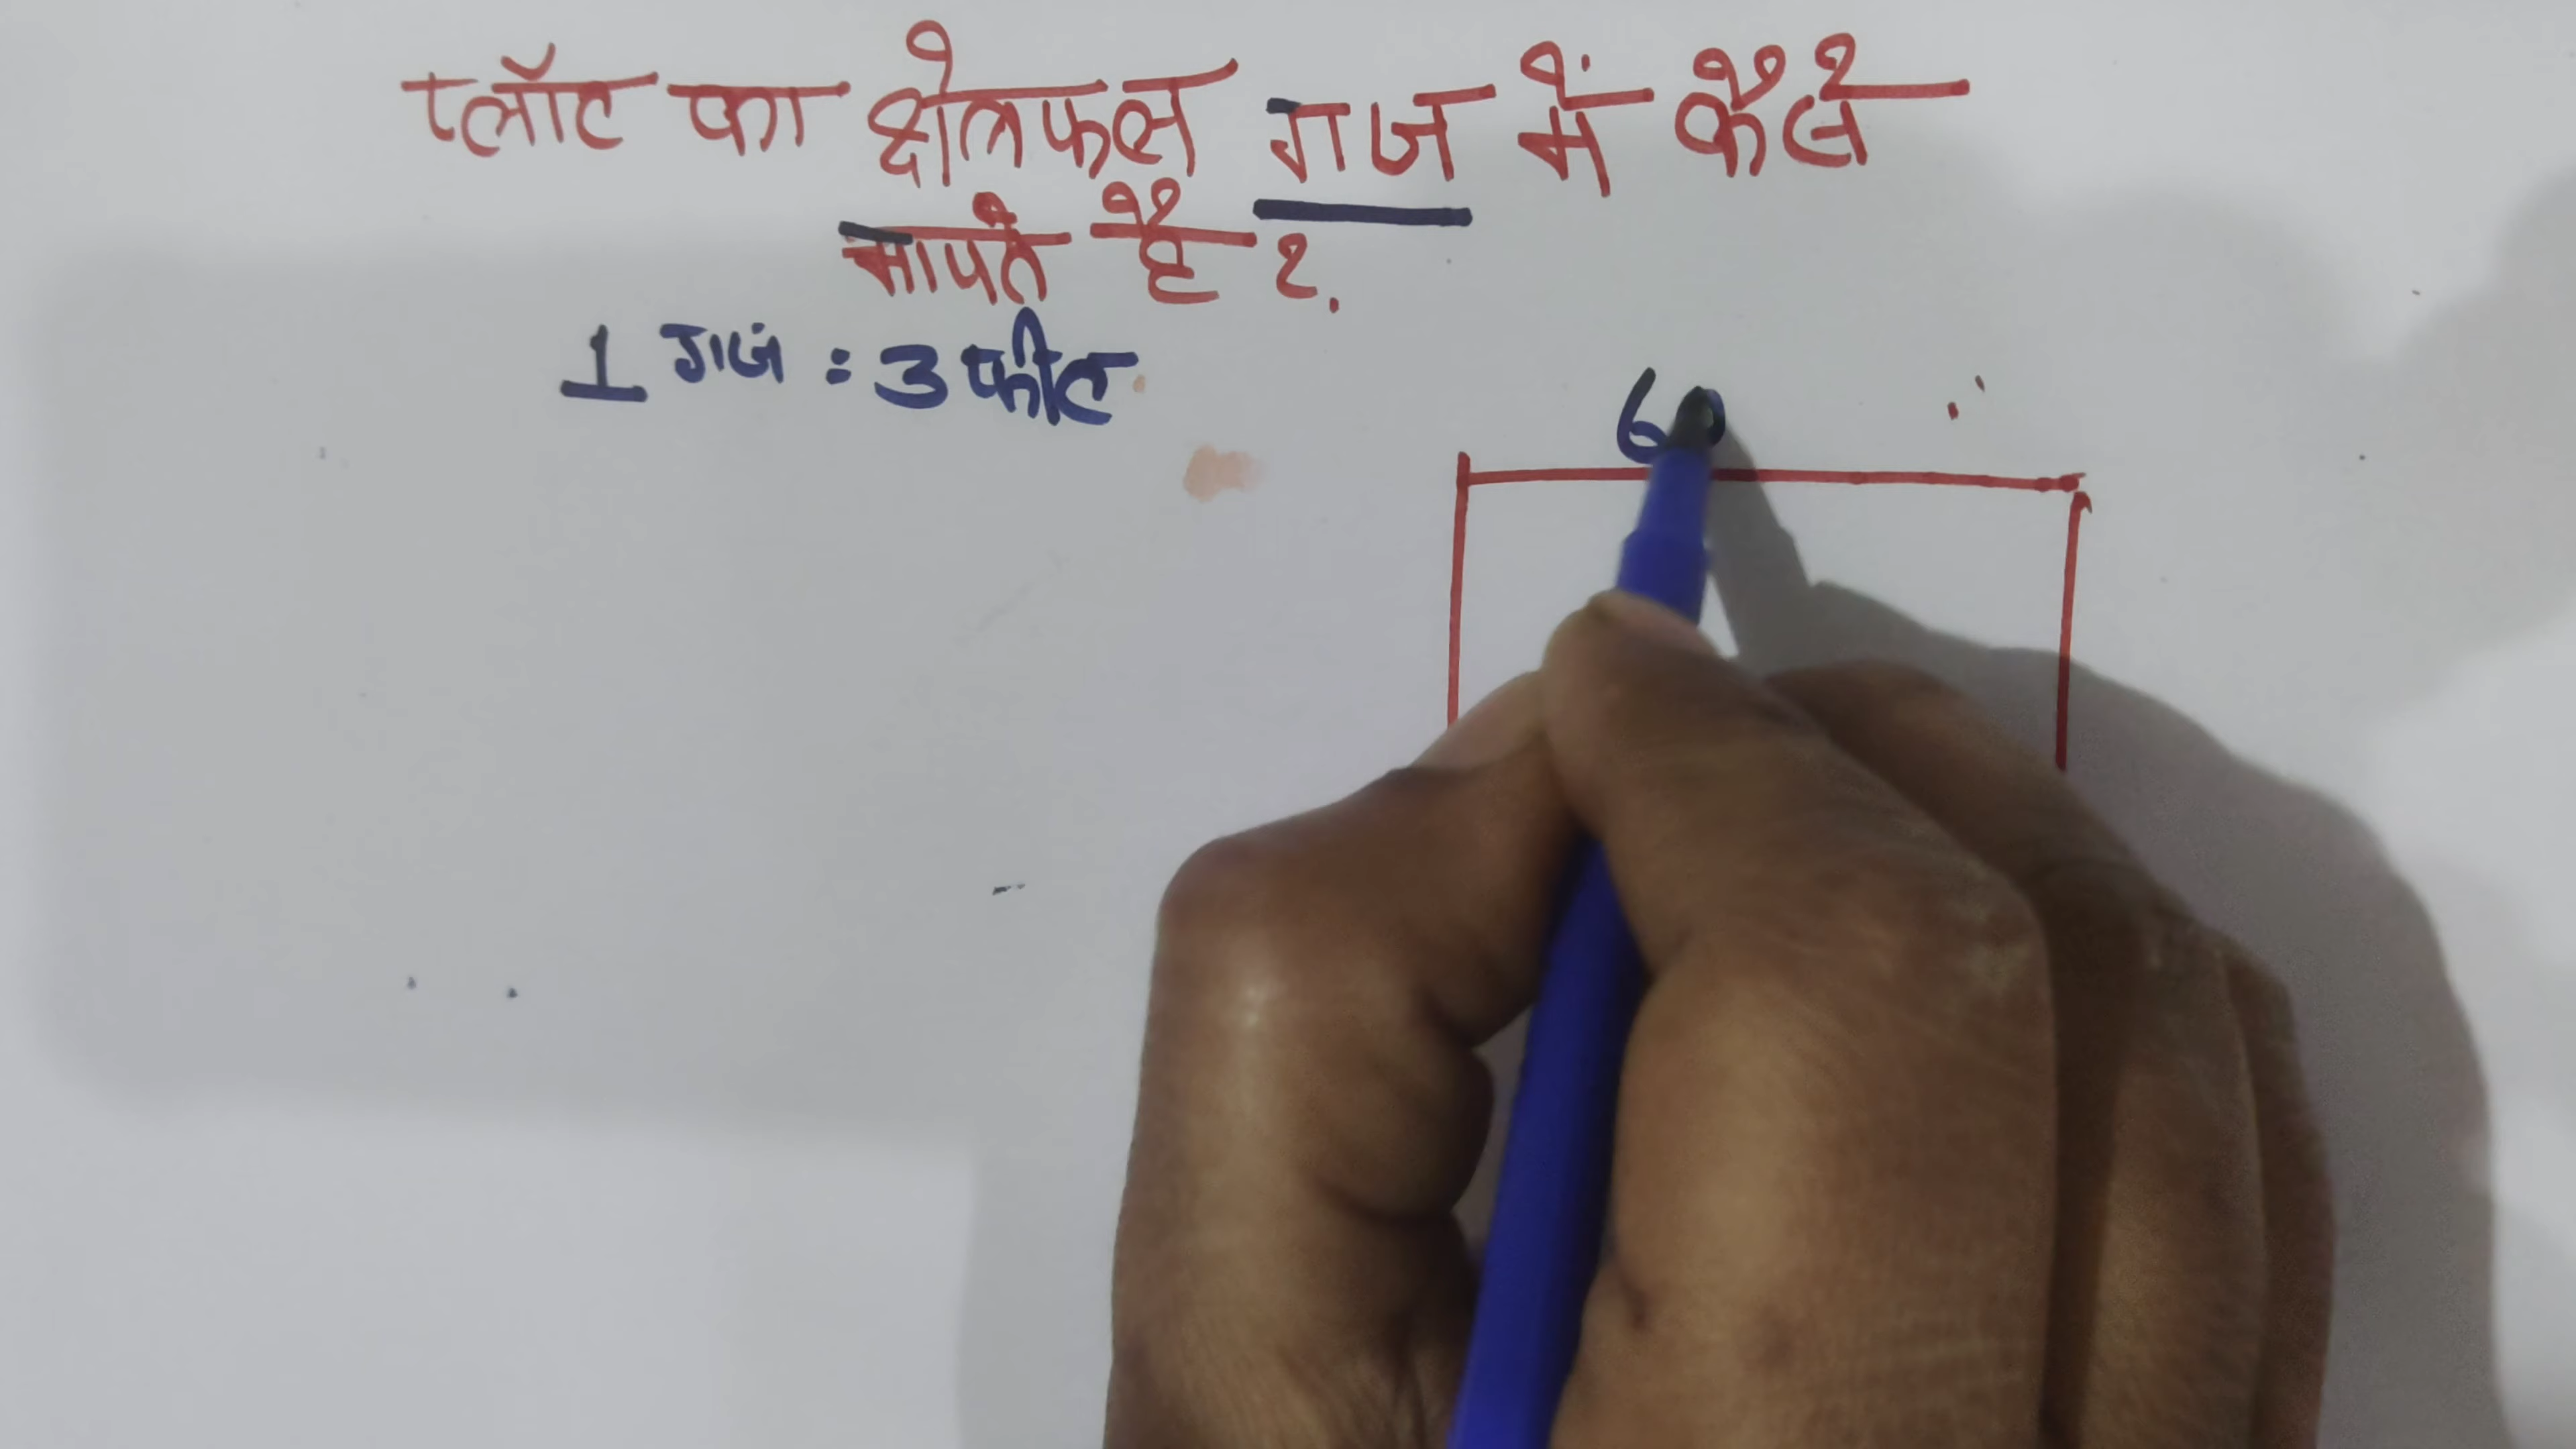 प्लॉट का क्षेत्रफल गज में कैसे
मापते है ?.
1 गज : 3 फीट
60